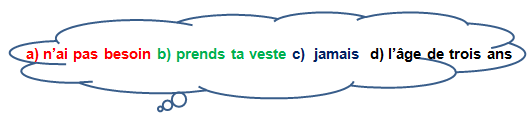 a) n'ai pas besoin b) prends ta veste c) jamais d) l'âge de trois ans